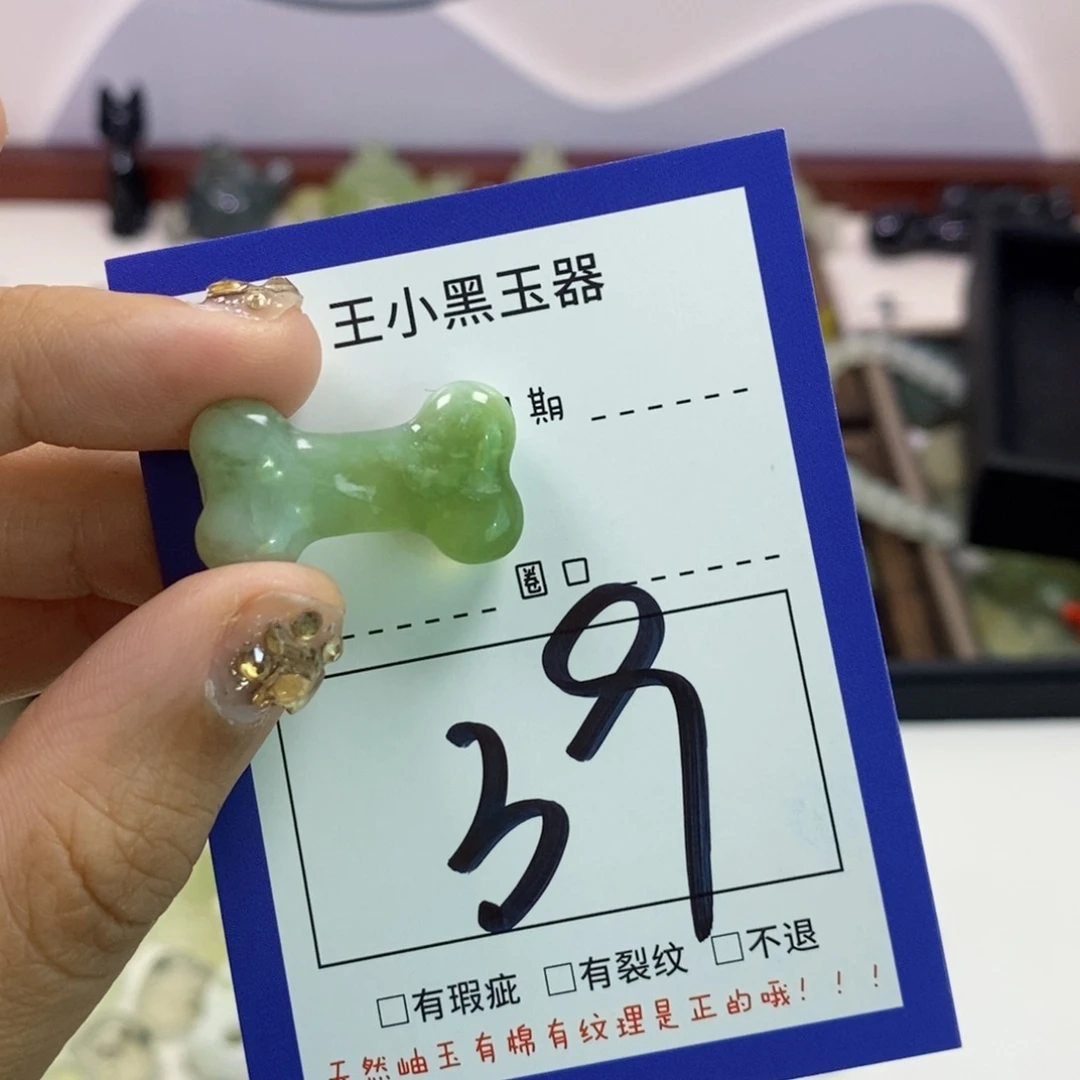 王小黑玉器
期
圈口
39
□有瑕疵 □有裂纹 □不退
天然岫玉有棉有纹理是正的哦！！！